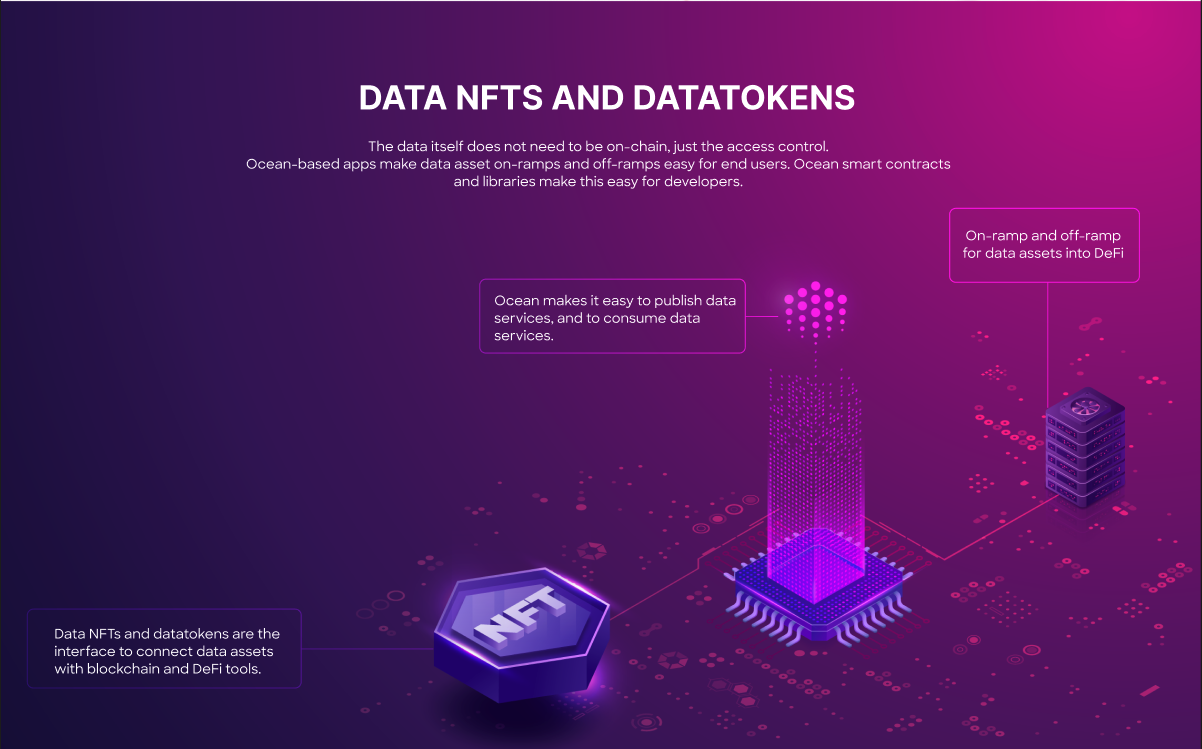 DATA NFTS AND DATATOKENS
The data itself does not need to be on-chain, just the access control.
Ocean-based apps make data asset on-ramps and off-ramps easy for end users. Ocean smart contracts
and libraries make this easy for developers.
On-ramp and off-ramp
for data assets into DeFi
Ocean makes it easy to publish data
services, and to consume data
services.
NFT
Data NFTs and datatokens are the
interface to connect data assets
with blockchain and DeFi tools.